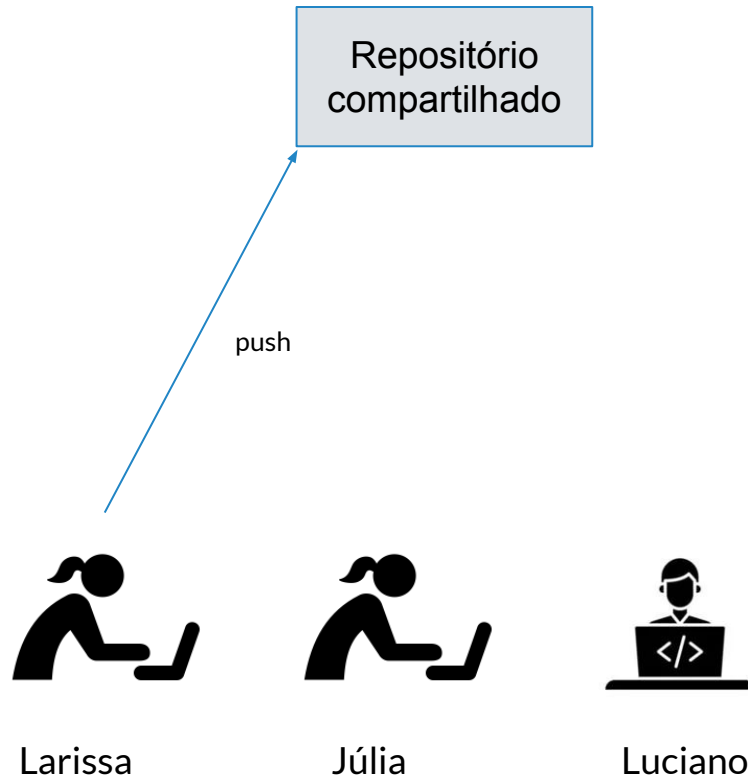 Repositório
compartilhado
push
</>
Larissa
Júlia
Luciano